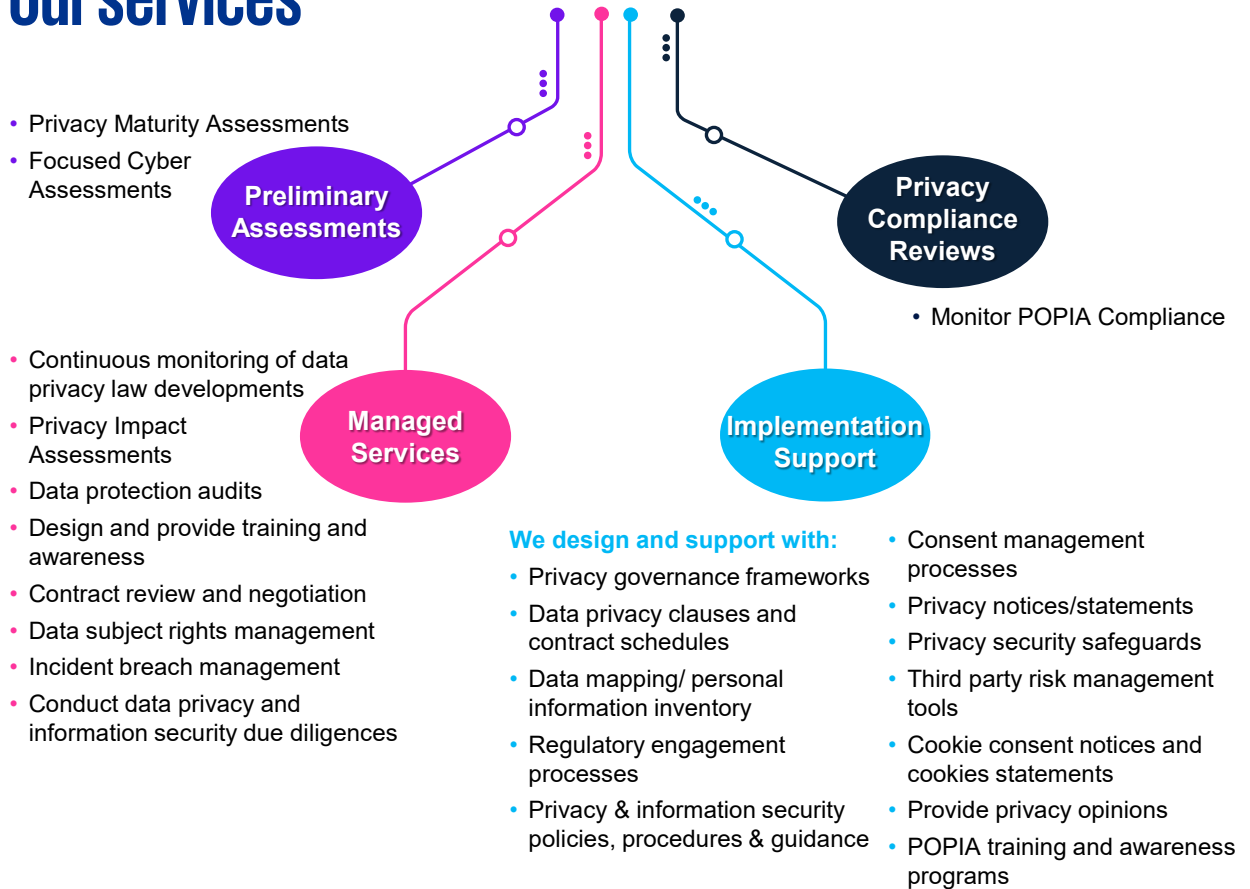 Our services
• Privacy Maturity Assessments
• Focused Cyber
Assessments
Preliminary
Assessments
Privacy
Compliance
Reviews
• Monitor POPIA Compliance
• Continuous monitoring of data
privacy law developments
• Privacy Impact
Assessments
• Data protection audits
• Design and provide training and
awareness
• Contract review and negotiation
• Data subject rights management
• Incident breach management
• Conduct data privacy and
information security due diligences
Managed
Services
Implementation
Support
We design and support with:
• Privacy governance frameworks
• Data privacy clauses and
contract schedules
• Data mapping/ personal
information inventory
• Regulatory engagement
processes
• Privacy & information security
policies, procedures & guidance
• Consent management
processes
• Privacy notices/statements
• Privacy security safeguards
• Third party risk management
tools
• Cookie consent notices and
cookies statements
• Provide privacy opinions
• POPIA training and awareness
programs